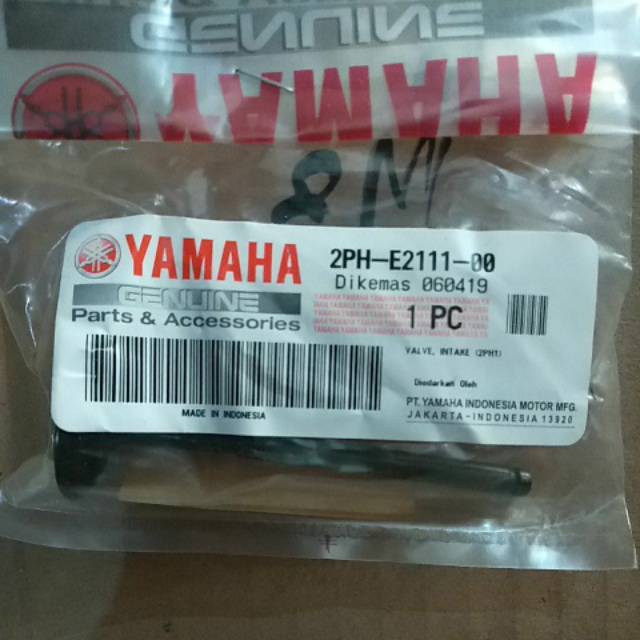 GENUINE
YAMAHA
8M
YAMAHA
GENUINE
Parts & Accessories
MADE IN INDONESIA
2PH-E2111-00
Dikemas 060419
1 PC
VALVE, INTAKE (2PH1)
Diedarkan Oleh
PT. YAMAHA INDONESIA MOTOR MFG.
JAKARTA-INDONESIA 13920